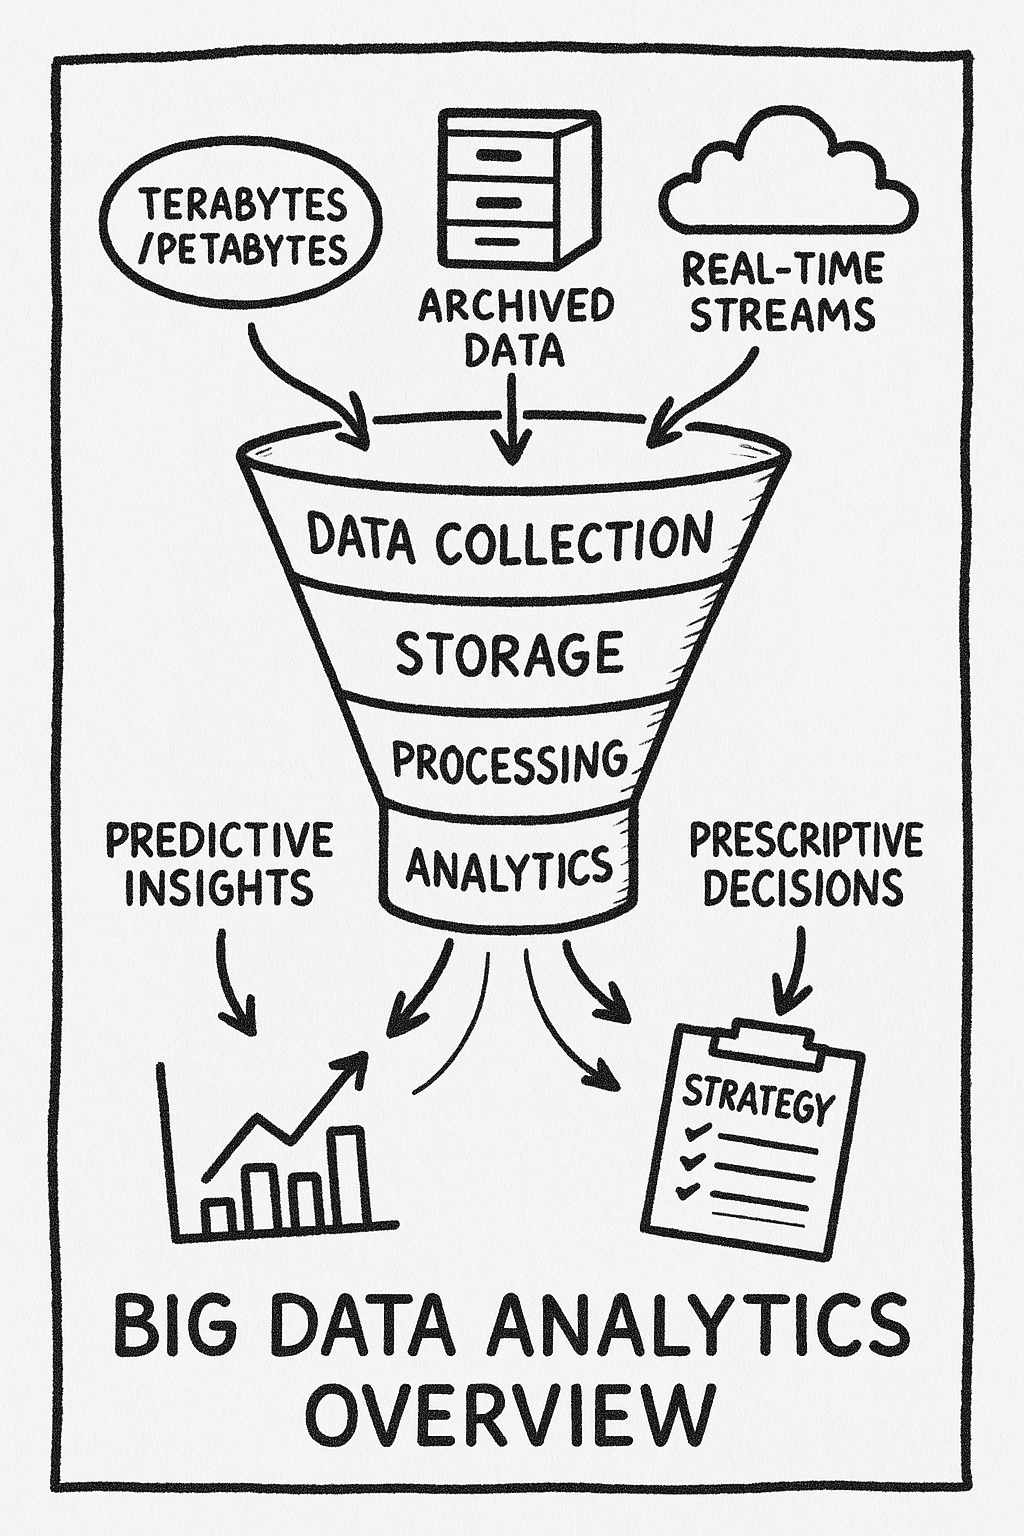 TERABYTES
/PETABYTES
ARCHIVED
DATA
REAL-TIME
STREAMS
DATA COLLECTION
STORAGE
PROCESSING
ANALYTICS
PREDICTIVE
INSIGHTS
PRESCRIPTIVE
DECISIONS
STRATEGY
BIG DATA ANALYTICS
OVERVIEW